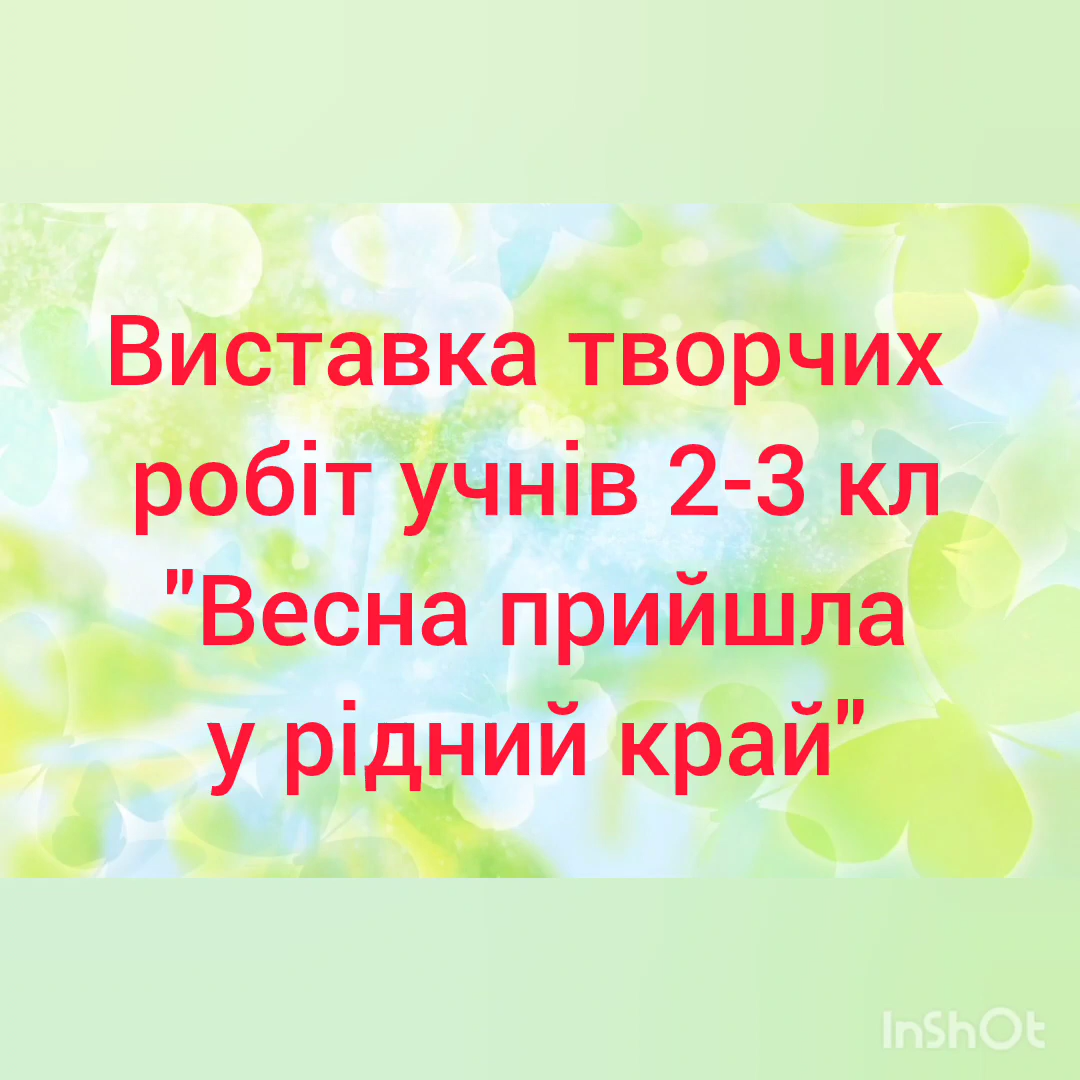 Виставка творчих
робіт учнів 2-3 кл
"Весна прийшла
у рідний край"
InShOt